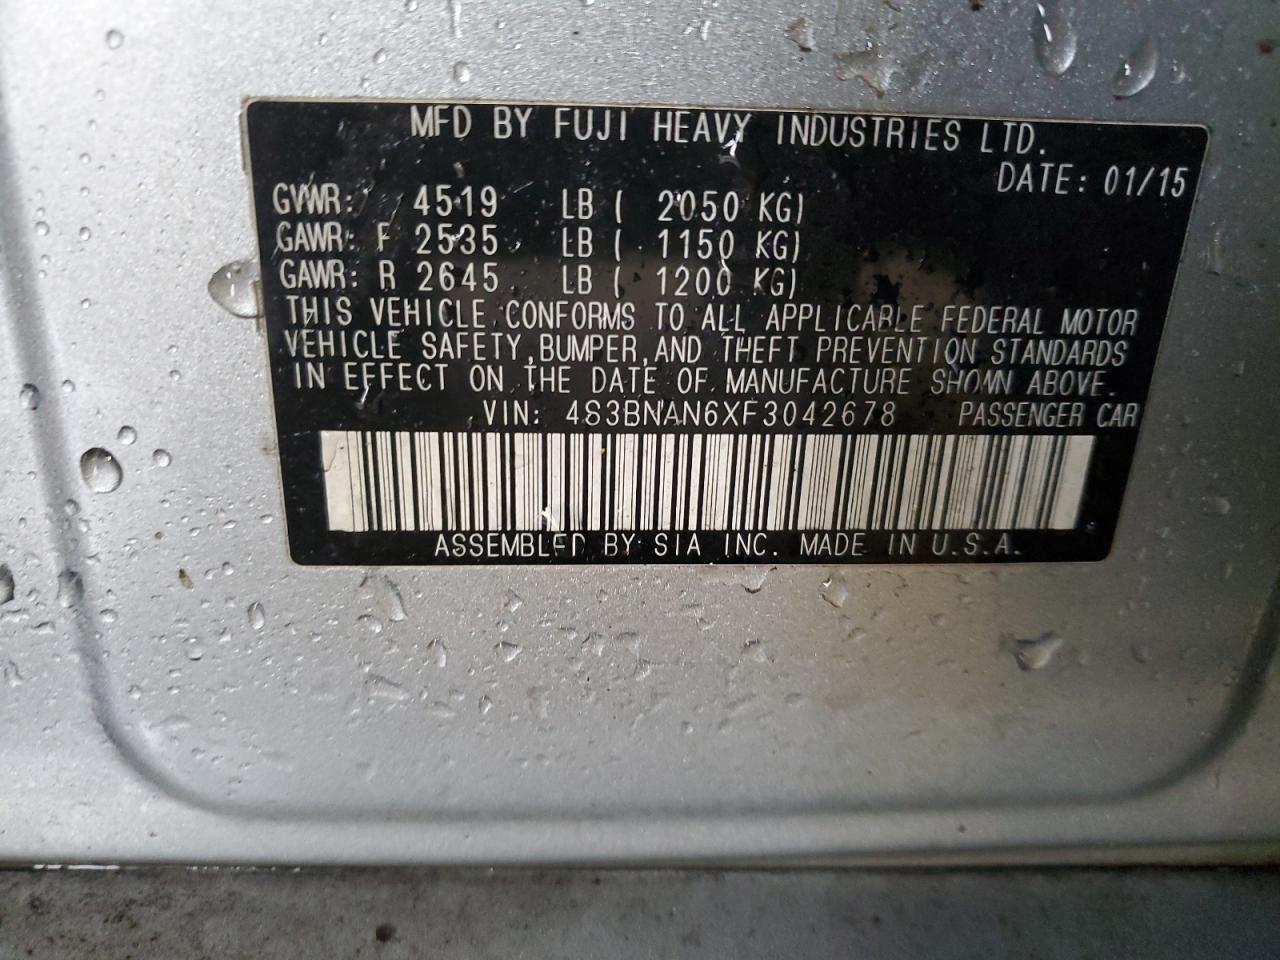 MFD BY FUJI HEAVY INDUSTRIES LTD.
DATE: 01/15
GVWR: 4519 LB ( 2050 KG)
GAWR: F 2535 LB ( 1150 KG)
GAWR: R 2645 LB ( 1200 KG)
THIS VEHICLE CONFORMS TO ALL APPLICABLE FEDERAL MOTOR
VEHICLE SAFETY, BUMPER, AND THEFT PREVENTION STANDARDS
IN EFFECT ON THE DATE OF MANUFACTURE SHOWN ABOVE.
VIN: 4S3BNAN6XF3042678 PASSENGER CAR
ASSEMBLED BY SIA INC. MADE IN U.S.A.